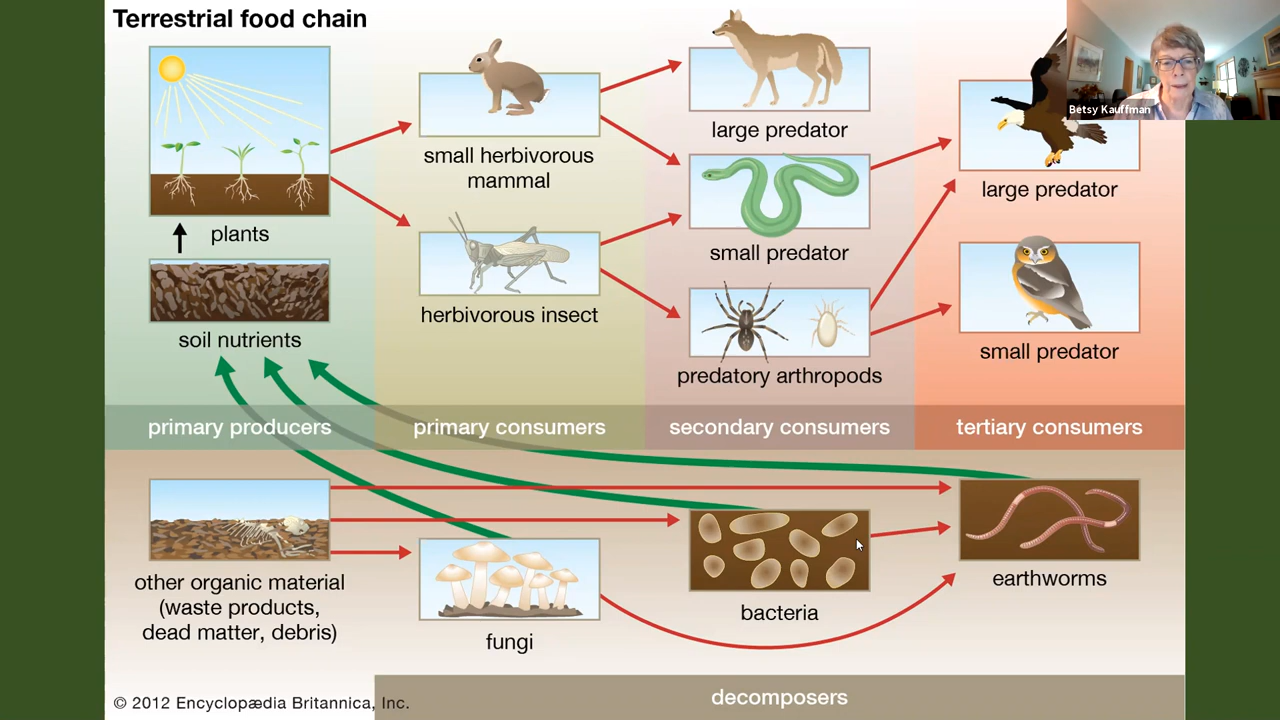 Terrestrial food chain
Betsy Kauffman
small herbivorous
mammal
large predator
large predator
plants
small predator
herbivorous insect
soil nutrients
predatory arthropods
small predator
primary producers
primary consumers
secondary consumers
tertiary consumers
other organic material
(waste products,
dead matter, debris)
fungi
bacteria
earthworms
© 2012 Encyclopædia Britannica, Inc.
decomposers